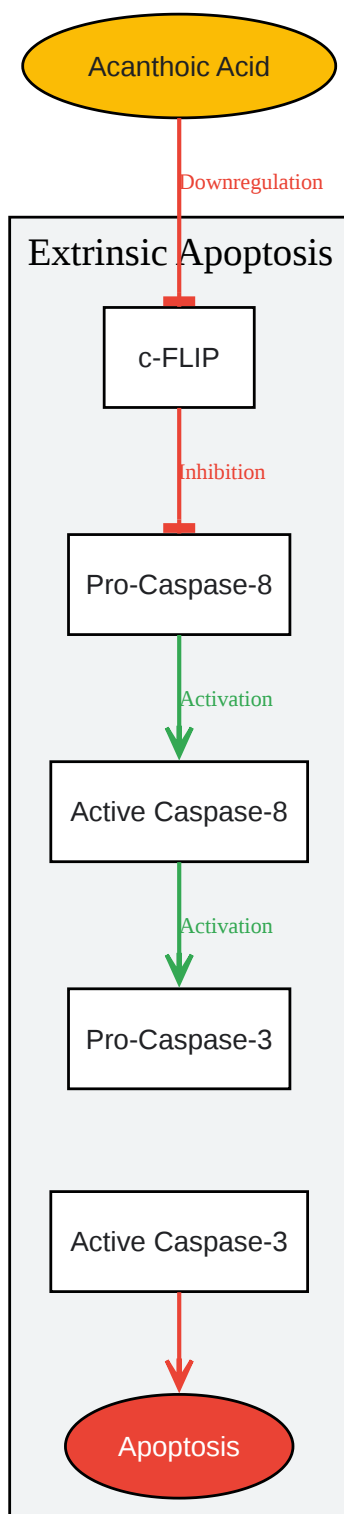 Acanthoic Acid
Downregulation
Extrinsic Apoptosis
c-FLIP
Inhibition
Pro-Caspase-8
Activation
Active Caspase-8
Activation
Pro-Caspase-3
Active Caspase-3
Apoptosis